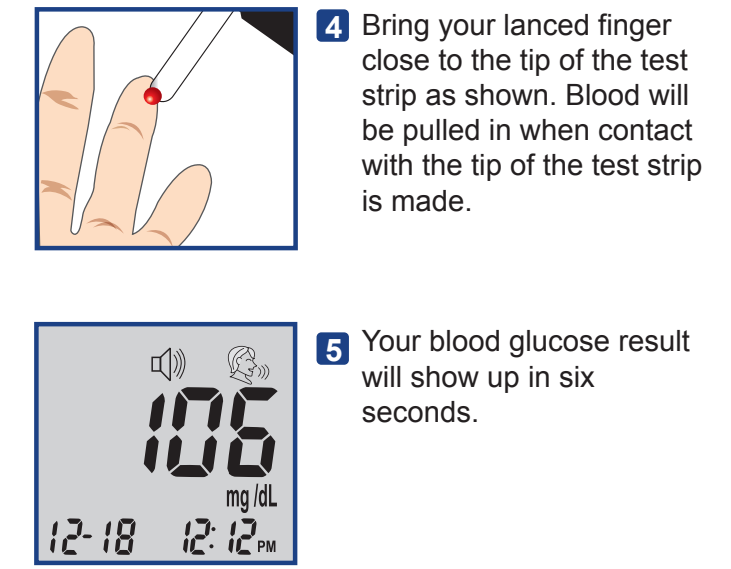 4 Bring your lanced finger
close to the tip of the test
strip as shown. Blood will
be pulled in when contact
with the tip of the test strip
is made.
5 Your blood glucose result
will show up in six
seconds.
106
mg/dL
12-18 12:12 PM